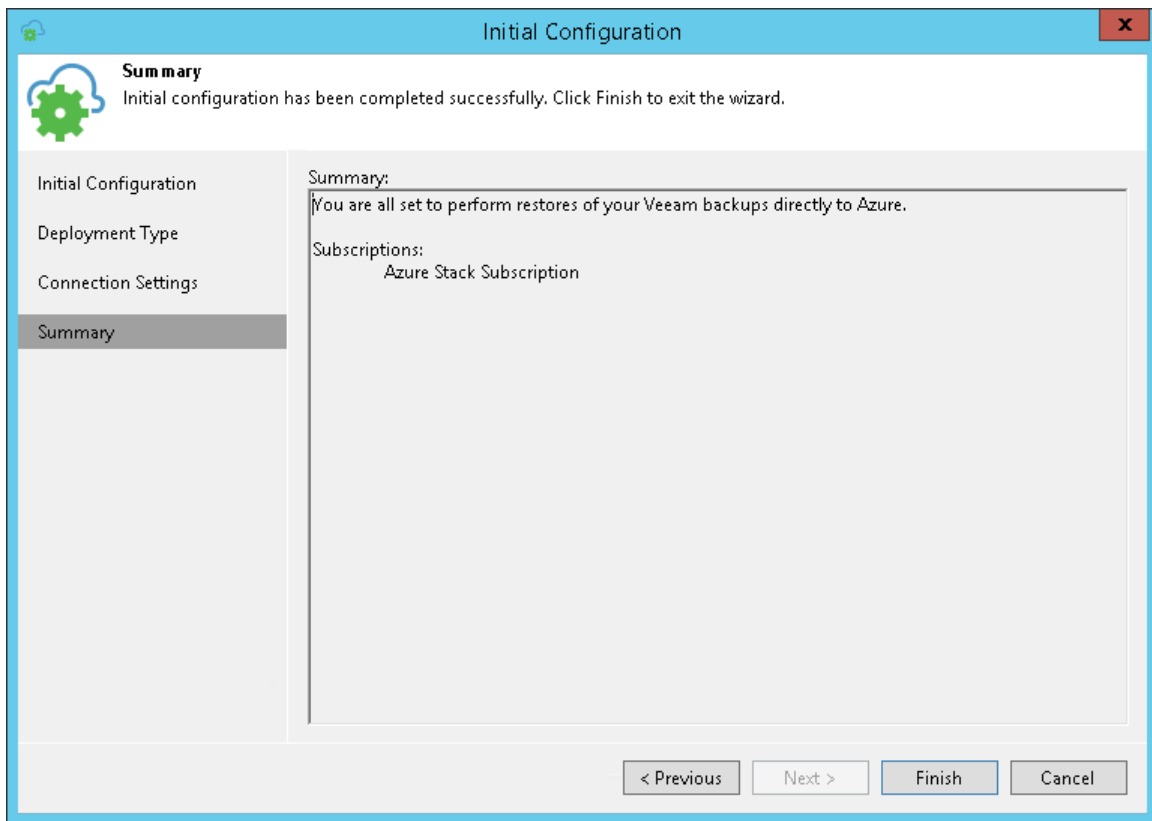 Initial Configuration
x
Summary
Initial configuration has been completed successfully. Click Finish to exit the wizard.
Initial Configuration
Deployment Type
Connection Settings
Summary
Summary:
You are all set to perform restores of your Veeam backups directly to Azure.
Subscriptions:
Azure Stack Subscription
< Previous
Next >
Finish
Cancel